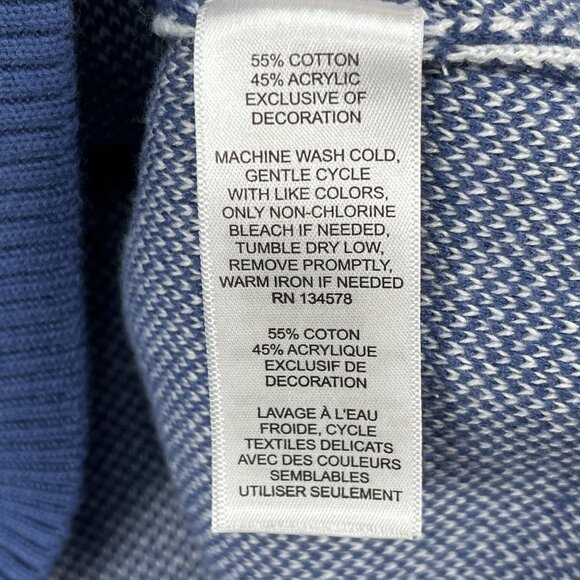 55% COTTON
45% ACRYLIC
EXCLUSIVE OF
DECORATION
MACHINE WASH COLD,
GENTLE CYCLE
WITH LIKE COLORS,
ONLY NON-CHLORINE
BLEACH IF NEEDED,
TUMBLE DRY LOW,
REMOVE PROMPTLY,
WARM IRON IF NEEDED
RN 134578
55% COTON
45% ACRYLIQUE
EXCLUSIF DE
DECORATION
LAVAGE À L'EAU
FROIDE, CYCLE
TEXTILES DELICATS
AVEC DES COULEURS
SEMBLABLES
UTILISER SEULEMENT